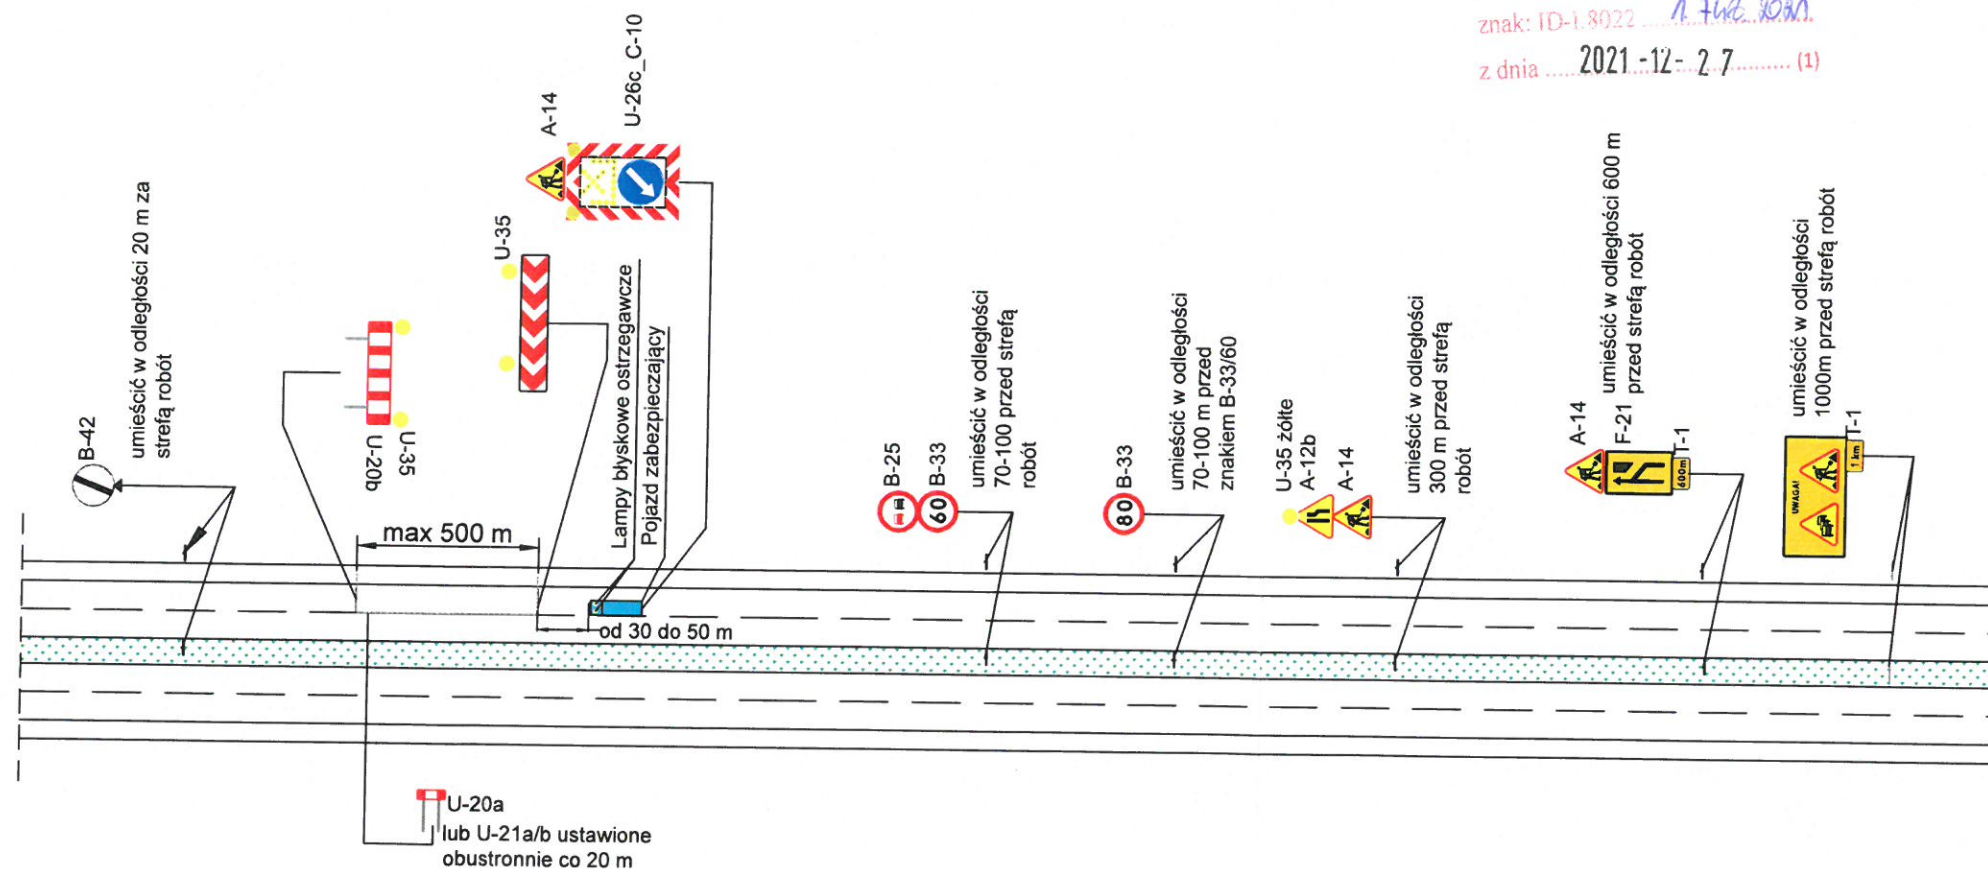 znak: ID-I.8022
z dnia 2021-12-27 (1)
B-42
umieścić w odległości 20 m za
strefą robót
U-20b
U-35
max 500 m
U-35
A-14
U-26c_C-10
Lampy błyskowe ostrzegawcze
Pojazd zabezpieczający
od 30 do 50 m
U-20a
lub U-21a/b ustawione
obustronnie co 20 m
B-25
B-33
60
umieścić w odległości
70-100 przed strefą
robót
B-33
80
umieścić w odległości
70-100 m przed
znakiem B-33/60
U-35 żółte
A-12b
A-14
umieścić w odległości
300 m przed strefą
robót
A-14
F-21
T-1
600m
umieścić w odległości 600 m
przed strefą robót
UWAGA!
T-1
1 km
umieścić w odległości
1000m przed strefą robót